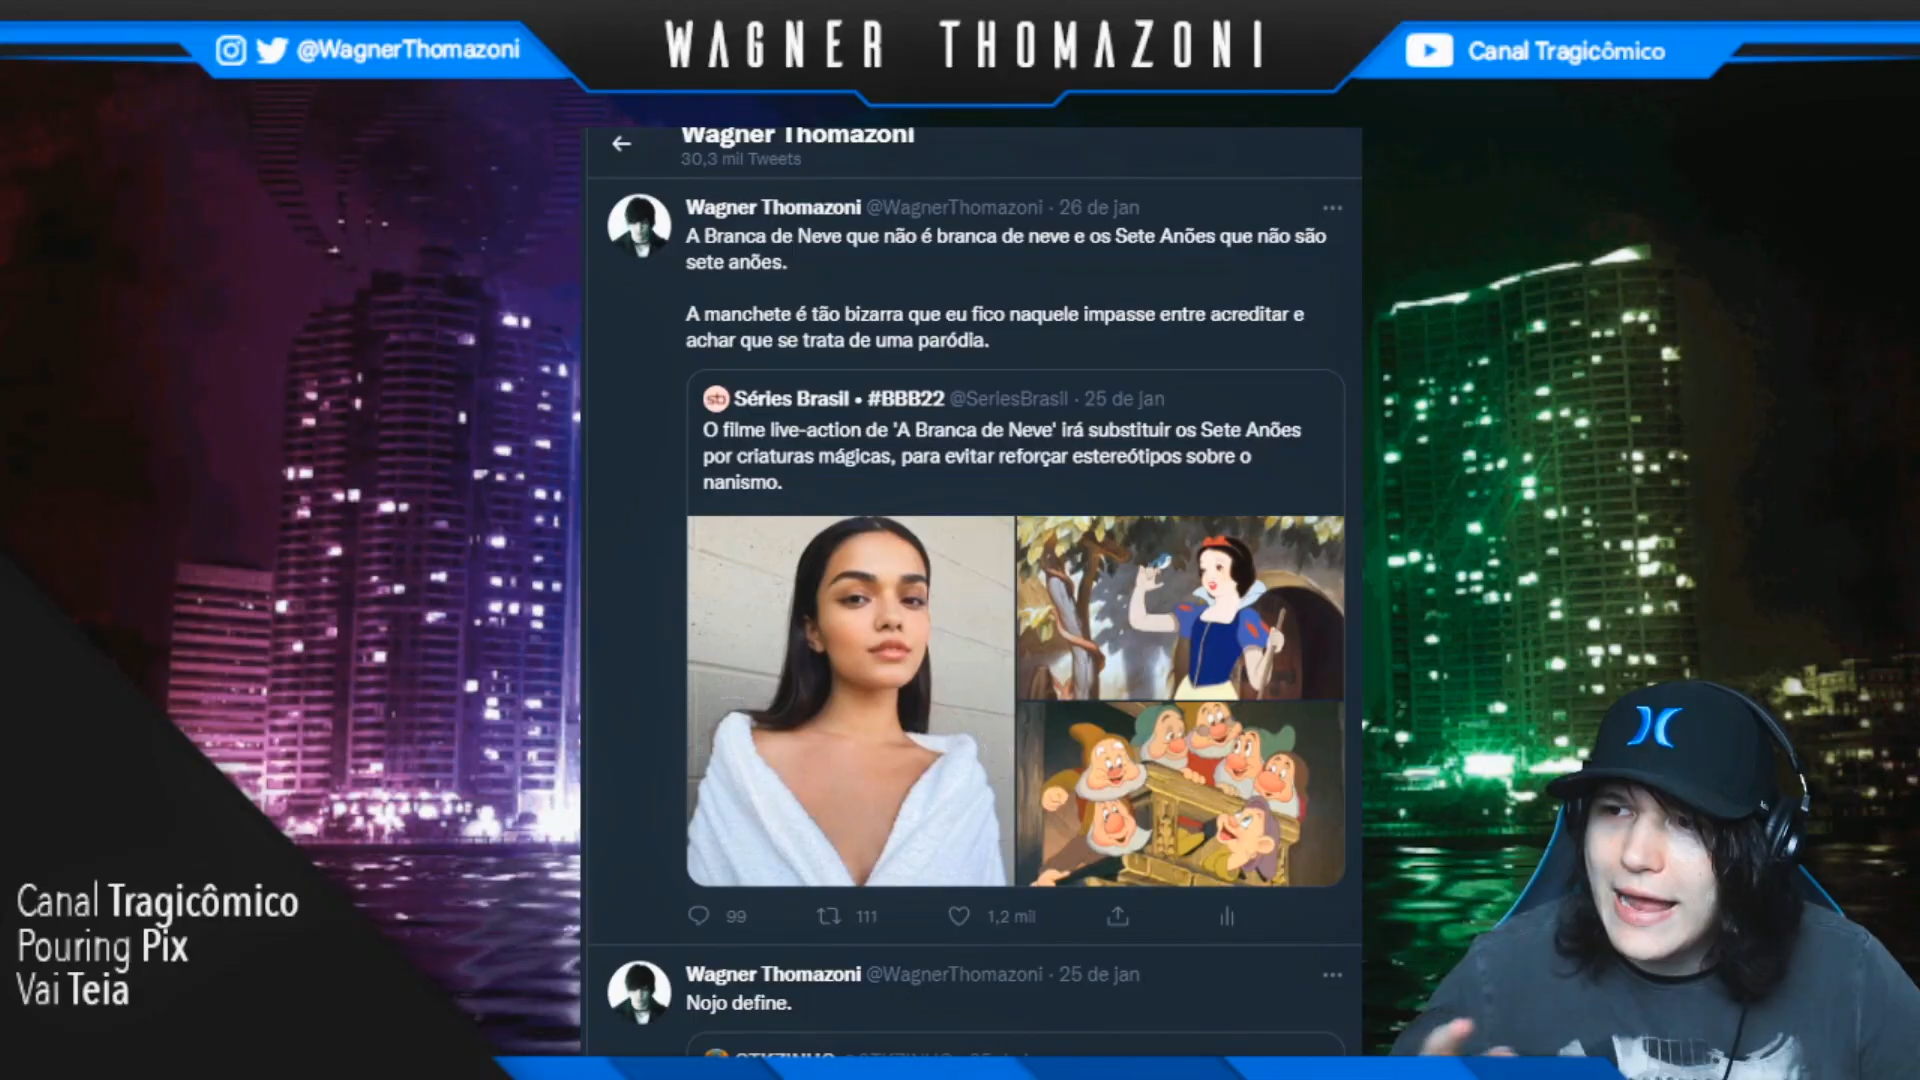 @WagnerThomazoni
WAGNER THOMAZONI
Canal Tragicômico
Wagner Thomazoni
30,3 mil Tweets
Wagner Thomazoni @WagnerThomazoni · 26 de jan
A Branca de Neve que não é branca de neve e os Sete Anões que não são
sete anões.
A manchete é tão bizarra que eu fico naquele impasse entre acreditar e
achar que se trata de uma paródia.
sb Séries Brasil • #BBB22 @SeriesBrasil · 25 de jan
O filme live-action de 'A Branca de Neve' irá substituir os Sete Anões
por criaturas mágicas, para evitar reforçar estereótipos sobre o
nanismo.
99 111 1,2 mil
Wagner Thomazoni @WagnerThomazoni · 25 de jan
Nojo define.
Canal Tragicômico
Pouring Pix
Vai Teia